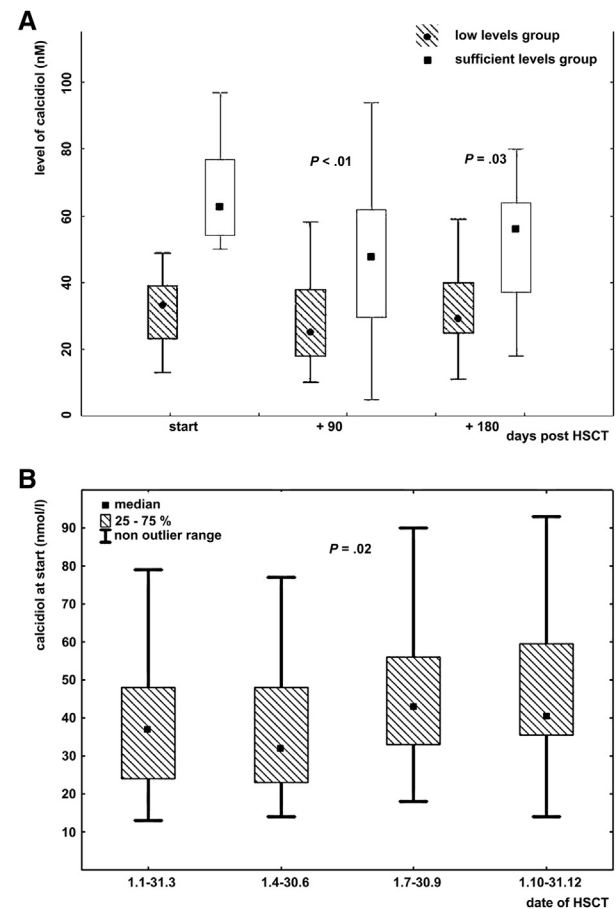 A
low levels group
sufficient levels group
level of calcidiol (nM)
100
80
60
40
20
0
P < .01
P = .03
start
+ 90
+ 180
days post HSCT
B
median
25 - 75 %
non outlier range
P = .02
calcidiol at start (nmol/l)
90
80
70
60
50
40
30
20
10
1.1-31.3
1.4-30.6
1.7-30.9
1.10-31.12
date of HSCT